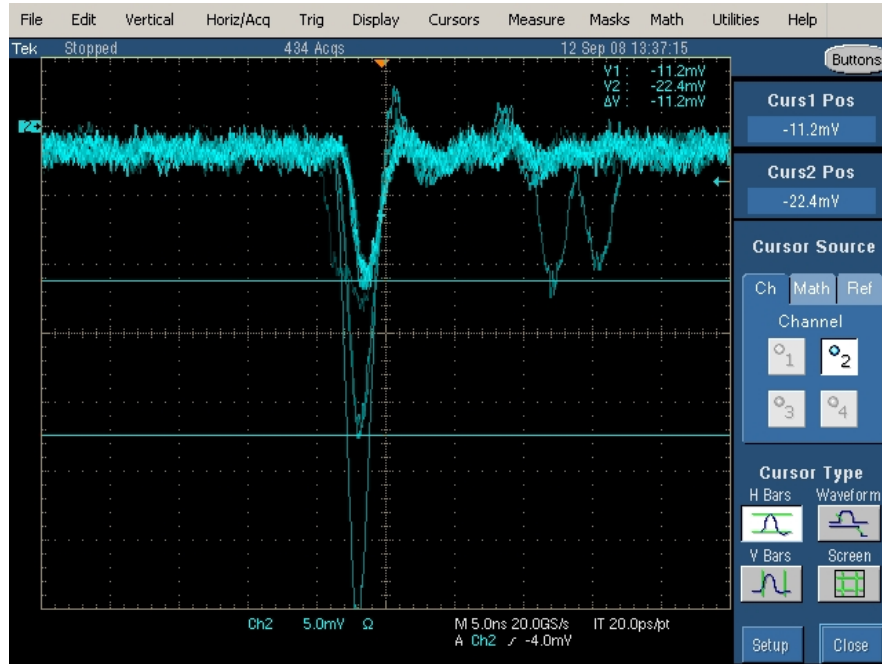 File Edit Vertical Horiz/Acq Trig Display Cursors Measure Masks Math Utilities Help
Tek Stopped 434 Acqs 12 Sep 08 13:37:15
Buttons
V1 : -11.2mV
V2 : -22.4mV
ΔV : -11.2mV
Curs1 Pos
-11.2mV
2
Curs2 Pos
-22.4mV
Cursor Source
Ch Math Ref
Channel
1 2
3 4
Cursor Type
H Bars Waveform
V Bars Screen
Ch2 5.0mV Ω M 5.0ns 20.0GS/s IT 20.0ps/pt
A Ch2 -4.0mV
Setup Close